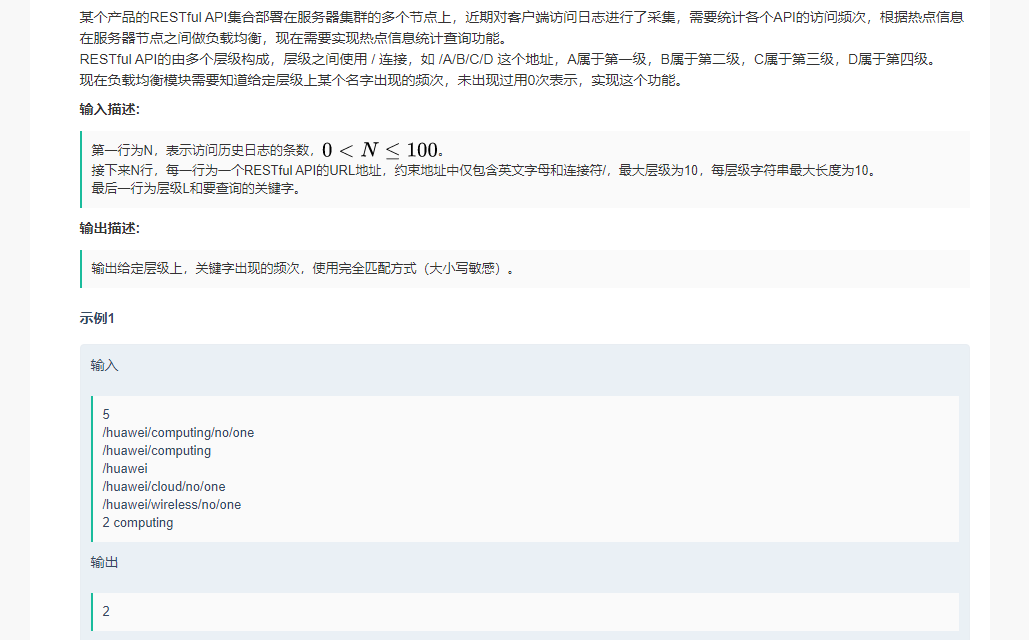 某个产品的RESTful API集合部署在服务器集群的多个节点上，近期对客户端访问日志进行了采集，需要统计各个API的访问频次，根据热点信息
在服务器节点之间做负载均衡，现在需要实现热点信息统计查询功能。
RESTful API的由多个层级构成，层级之间使用 / 连接，如 /A/B/C/D 这个地址，A属于第一级，B属于第二级，C属于第三级，D属于第四级。
现在负载均衡模块需要知道给定层级上某个名字出现的频次，未出现过用0次表示，实现这个功能。
输入描述:
第一行为N，表示访问历史日志的条数，0 < N ≤ 100。
接下来N行，每一行为一个RESTful API的URL地址，约束地址中仅包含英文字母和连接符/，最大层级为10，每层级字符串最大长度为10。
最后一行为层级L和要查询的关键字。
输出描述:
输出给定层级上，关键字出现的频次，使用完全匹配方式（大小写敏感）。
示例1
输入
5
/huawei/computing/no/one
/huawei/computing
/huawei
/huawei/cloud/no/one
/huawei/wireless/no/one
2 computing
输出
2